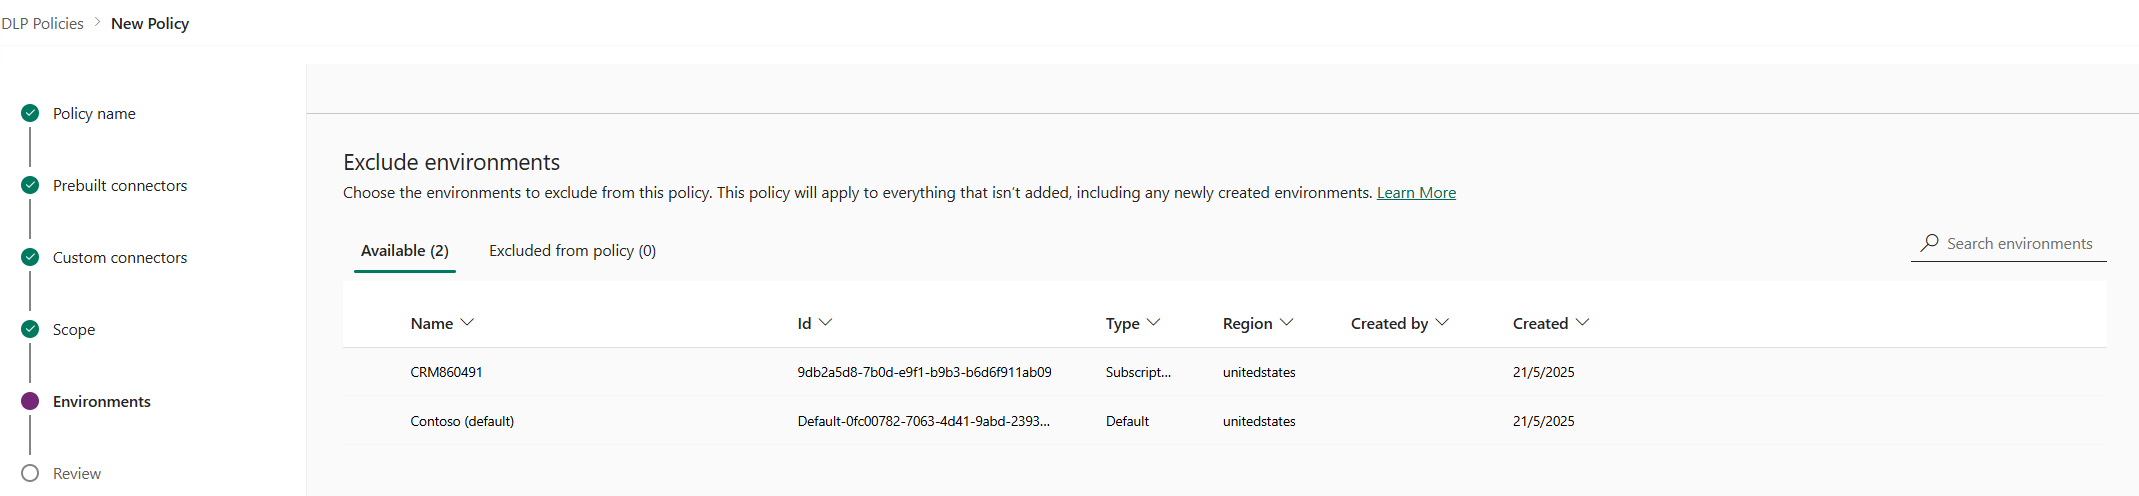 DLP Policies > New Policy
Policy name
Prebuilt connectors
Custom connectors
Scope
Environments
Review
Exclude environments
Choose the environments to exclude from this policy. This policy will apply to everything that isn't added, including any newly created environments. Learn More
Available (2) Excluded from policy (0) Search environments
Name Id Type Region Created by Created
CRM860491 9db2a5d8-7b0d-e9f1-b9b3-b6d6f911ab09 Subscript... unitedstates 21/5/2025
Contoso (default) Default-0fc00782-7063-4d41-9abd-2393... Default unitedstates 21/5/2025